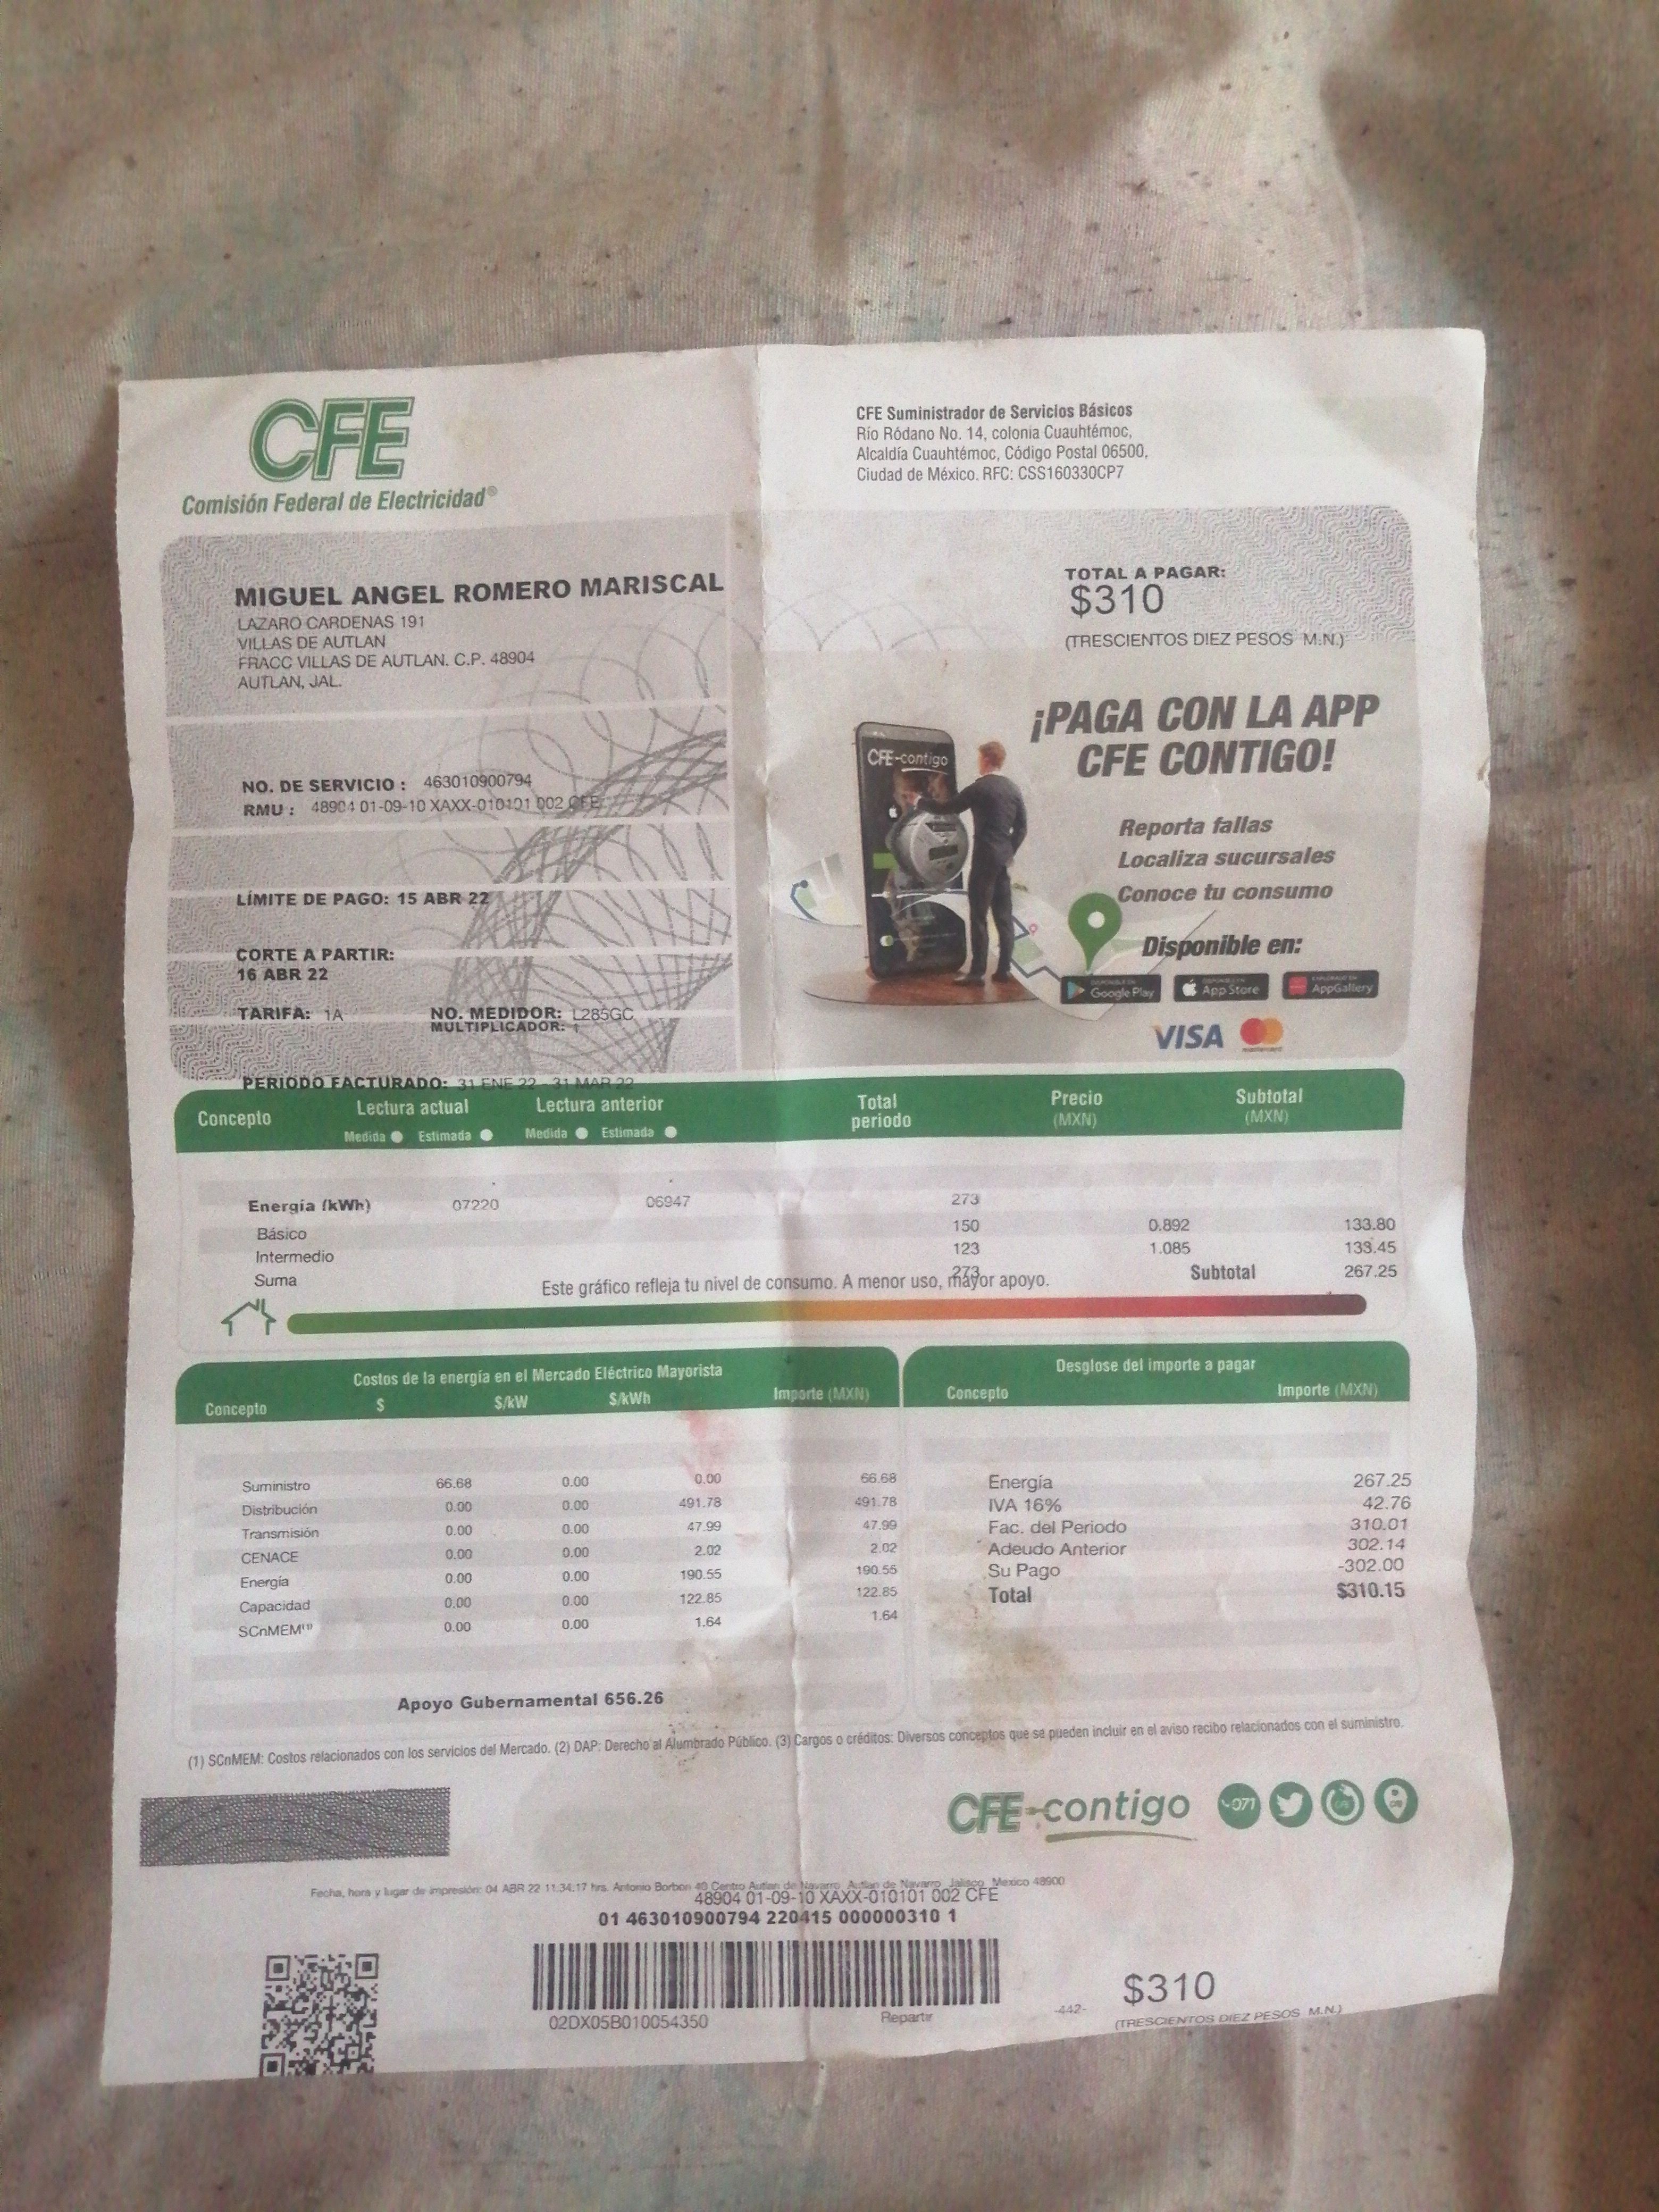 CFE
Comisión Federal de Electricidad®
CFE Suministrador de Servicios Básicos
Río Ródano No. 14, colonia Cuauhtémoc,
Alcaldía Cuauhtémoc, Código Postal 06500,
Ciudad de México. RFC: CSS160330CP7
MIGUEL ANGEL ROMERO MARISCAL
LAZARO CARDENAS 191
VILLAS DE AUTLAN
FRACC VILLAS DE AUTLAN. C.P. 48904
AUTLAN, JAL.
TOTAL A PAGAR:
$310
(TRESCIENTOS DIEZ PESOS M.N.)
NO. DE SERVICIO : 463010900794
RMU : 48904 01-09-10 XAXX-010101 002 CFE
LÍMITE DE PAGO: 15 ABR 22
CORTE A PARTIR:
16 ABR 22
TARIFA: 1A NO. MEDIDOR: L285GC
MULTIPLICADOR: 1
PERIODO FACTURADO: 31 ENE 22 - 31 MAR 22
CFE-contigo
¡PAGA CON LA APP
CFE CONTIGO!
Reporta fallas
Localiza sucursales
Conoce tu consumo
Disponible en:
Google Play App Store AppGallery
VISA mastercard
Concepto Lectura actual Lectura anterior Total periodo Precio (MXN) Subtotal (MXN)
Medida Estimada Medida Estimada
Energía (kWh) 07220 06947 273
Básico 150 0.892 133.80
Intermedio 123 1.085 133.45
Suma 273 Subtotal 267.25
Este gráfico refleja tu nivel de consumo. A menor uso, mayor apoyo.
Costos de la energía en el Mercado Eléctrico Mayorista
Concepto $ $/kW $/kWh Importe (MXN)
Suministro 66.68 0.00 0.00 66.68
Distribución 0.00 0.00 491.78 491.78
Transmisión 0.00 0.00 47.99 47.99
CENACE 0.00 0.00 2.02 2.02
Energía 0.00 0.00 190.55 190.55
Capacidad 0.00 0.00 122.85 122.85
SCnMEM(1) 0.00 0.00 1.64 1.64
Apoyo Gubernamental 656.26
Desglose del importe a pagar
Concepto Importe (MXN)
Energía 267.25
IVA 16% 42.76
Fac. del Periodo 310.01
Adeudo Anterior 302.14
Su Pago -302.00
Total $310.15
(1) SCnMEM: Costos relacionados con los servicios del Mercado. (2) DAP: Derecho al Alumbrado Público. (3) Cargos o créditos: Diversos conceptos que se pueden incluir en el aviso recibo relacionados con el suministro.
CFE-contigo 071
Fecha, hora y lugar de impresión: 04 ABR 22 11:34:17 hrs. Antonio Borbon 49 Centro Autlan de Navarro, Autlan de Navarro, Jalisco, Mexico 48900
48904 01-09-10 XAXX-010101 002 CFE
01 463010900794 220415 000000310 1
02DX05B010054350 Repartir
-442-
$310
(TRESCIENTOS DIEZ PESOS M.N.)